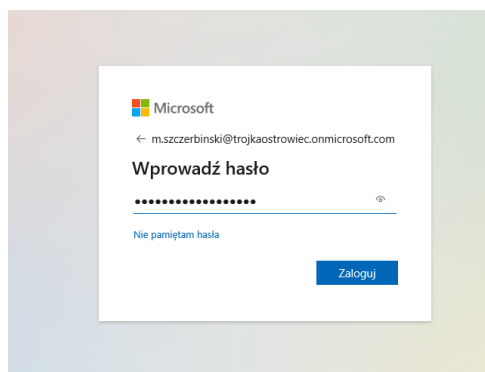 Microsoft
← m.szczerbinski@trojkaostrowiec.onmicrosoft.com
Wprowadź hasło
••••••••••••••••••
Nie pamiętam hasła
Zaloguj